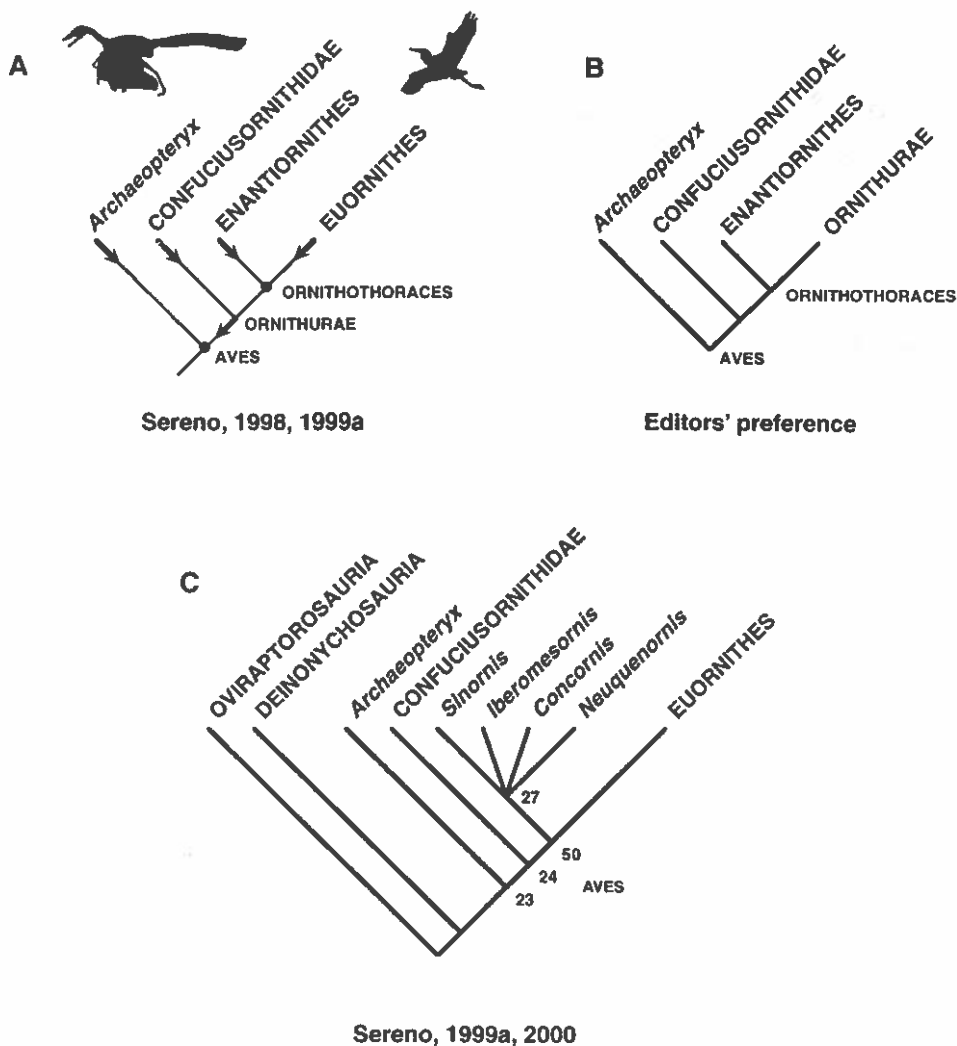 A
Archaeopteryx
CONFUCIUSORNITHIDAE
ENANTIORNITHES
EUORNITHES
ORNITHOTHORACES
ORNITHURAE
AVES
Sereno, 1998, 1999a
B
Archaeopteryx
CONFUCIUSORNITHIDAE
ENANTIORNITHES
ORNITHURAE
ORNITHOTHORACES
AVES
Editors' preference
C
OVIRAPTOROSAURIA
DEINONYCHOSAURIA
Archaeopteryx
CONFUCIUSORNITHIDAE
Sinornis
Iberomesornis
Concornis
Neuquenornis
EUORNITHES
27
50
24
AVES
23
Sereno, 1999a, 2000